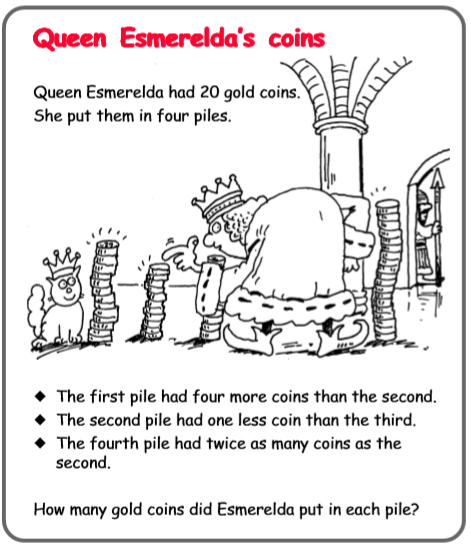 Queen Esmerelda's coins
Queen Esmerelda had 20 gold coins.
She put them in four piles.
◆ The first pile had four more coins than the second.
◆ The second pile had one less coin than the third.
◆ The fourth pile had twice as many coins as the
second.
How many gold coins did Esmerelda put in each pile?